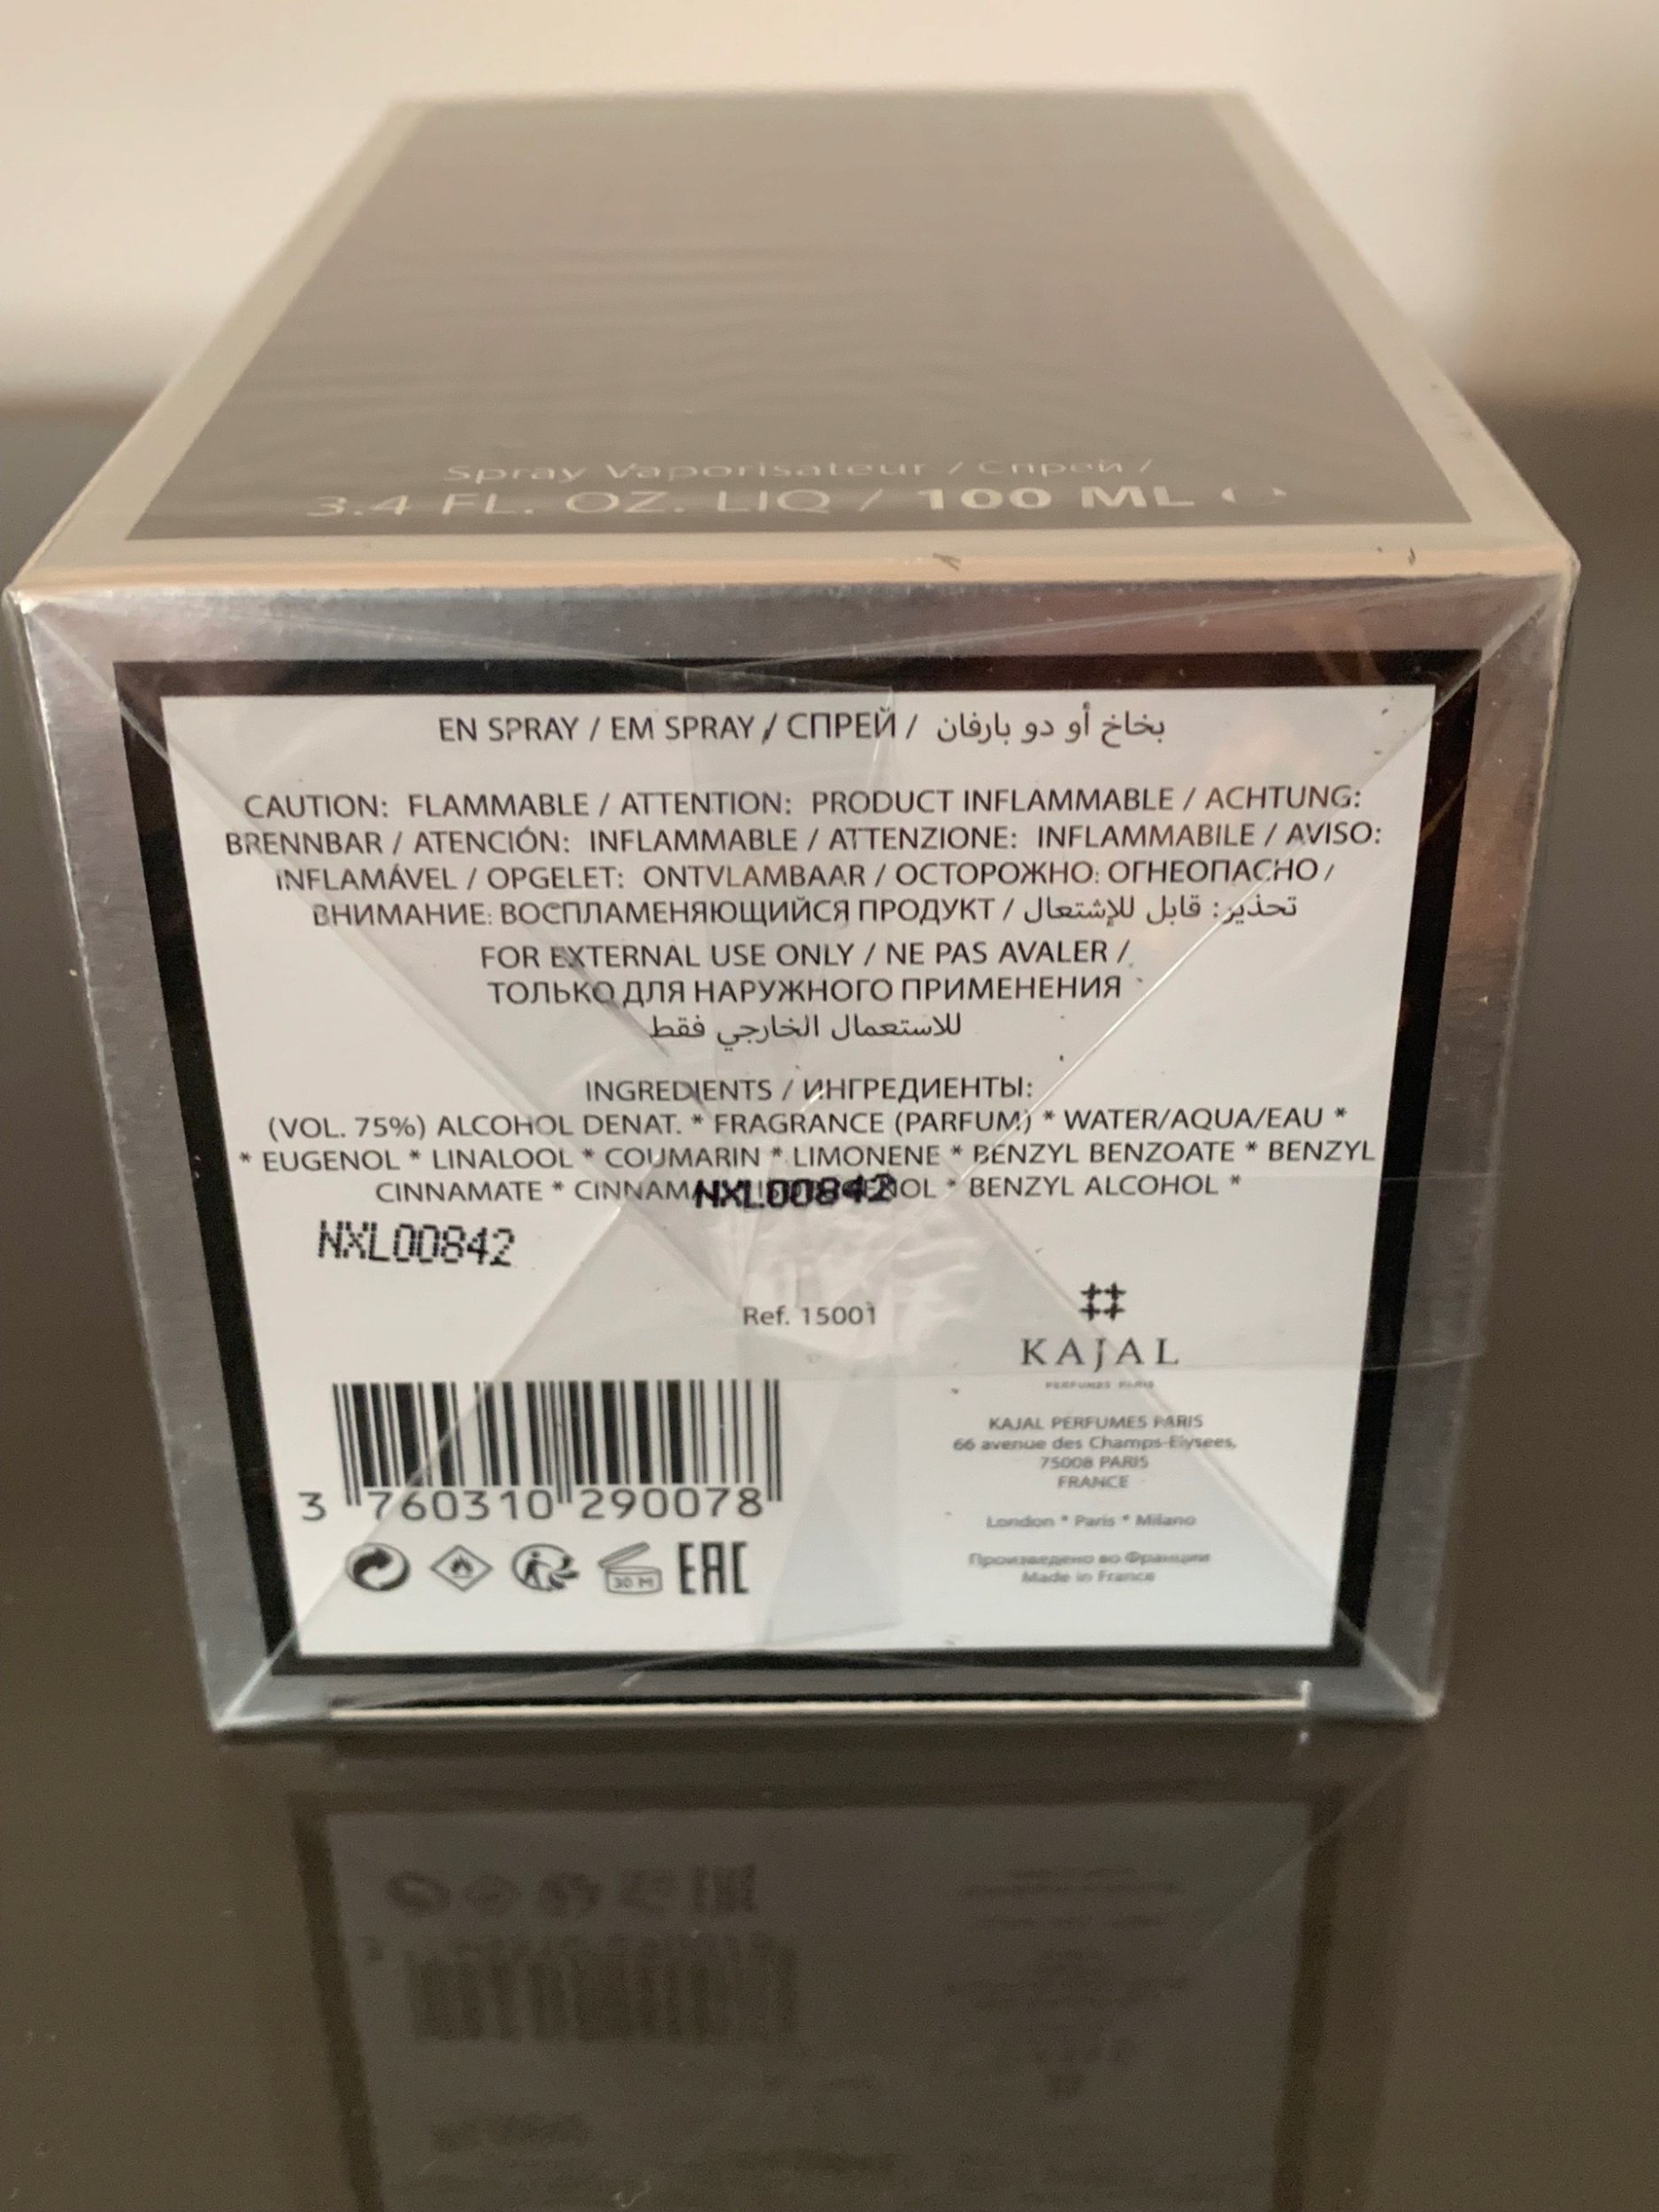 Spray Vaporisateur / Спрей /
3.4 FL. OZ. LIQ / 100 ML
EN SPRAY / EM SPRAY / СПРЕЙ / بخاخ أو دو بارفان
CAUTION: FLAMMABLE / ATTENTION: PRODUCT INFLAMMABLE / ACHTUNG:
BRENNBAR / ATENCIÓN: INFLAMMABLE / ATTENZIONE: INFLAMMABILE / AVISO:
INFLAMÁVEL / OPGELET: ONTVLAMBAAR / ОСТОРОЖНО: ОГНЕОПАСНО /
ВНИМАНИЕ: ВОСПЛАМЕНЯЮЩИЙСЯ ПРОДУКТ / تحذير: قابل للإشتعال
FOR EXTERNAL USE ONLY / NE PAS AVALER /
ТОЛЬКО ДЛЯ НАРУЖНОГО ПРИМЕНЕНИЯ
للاستعمال الخارجي فقط
INGREDIENTS / ИНГРЕДИЕНТЫ:
(VOL. 75%) ALCOHOL DENAT. * FRAGRANCE (PARFUM) * WATER/AQUA/EAU *
* EUGENOL * LINALOOL * COUMARIN * LIMONENE * BENZYL BENZOATE * BENZYL
CINNAMATE * * BENZYL ALCOHOL *
NXL00842
NXL00842
Ref. 15001
KAJAL
PERFUMES PARIS
KAJAL PERFUMES PARIS
66 avenue des Champs-Elysees,
75008 PARIS
FRANCE
London * Paris * Milano
Произведено во Франции
Made in France
3 760310 290078
30 M
EAC